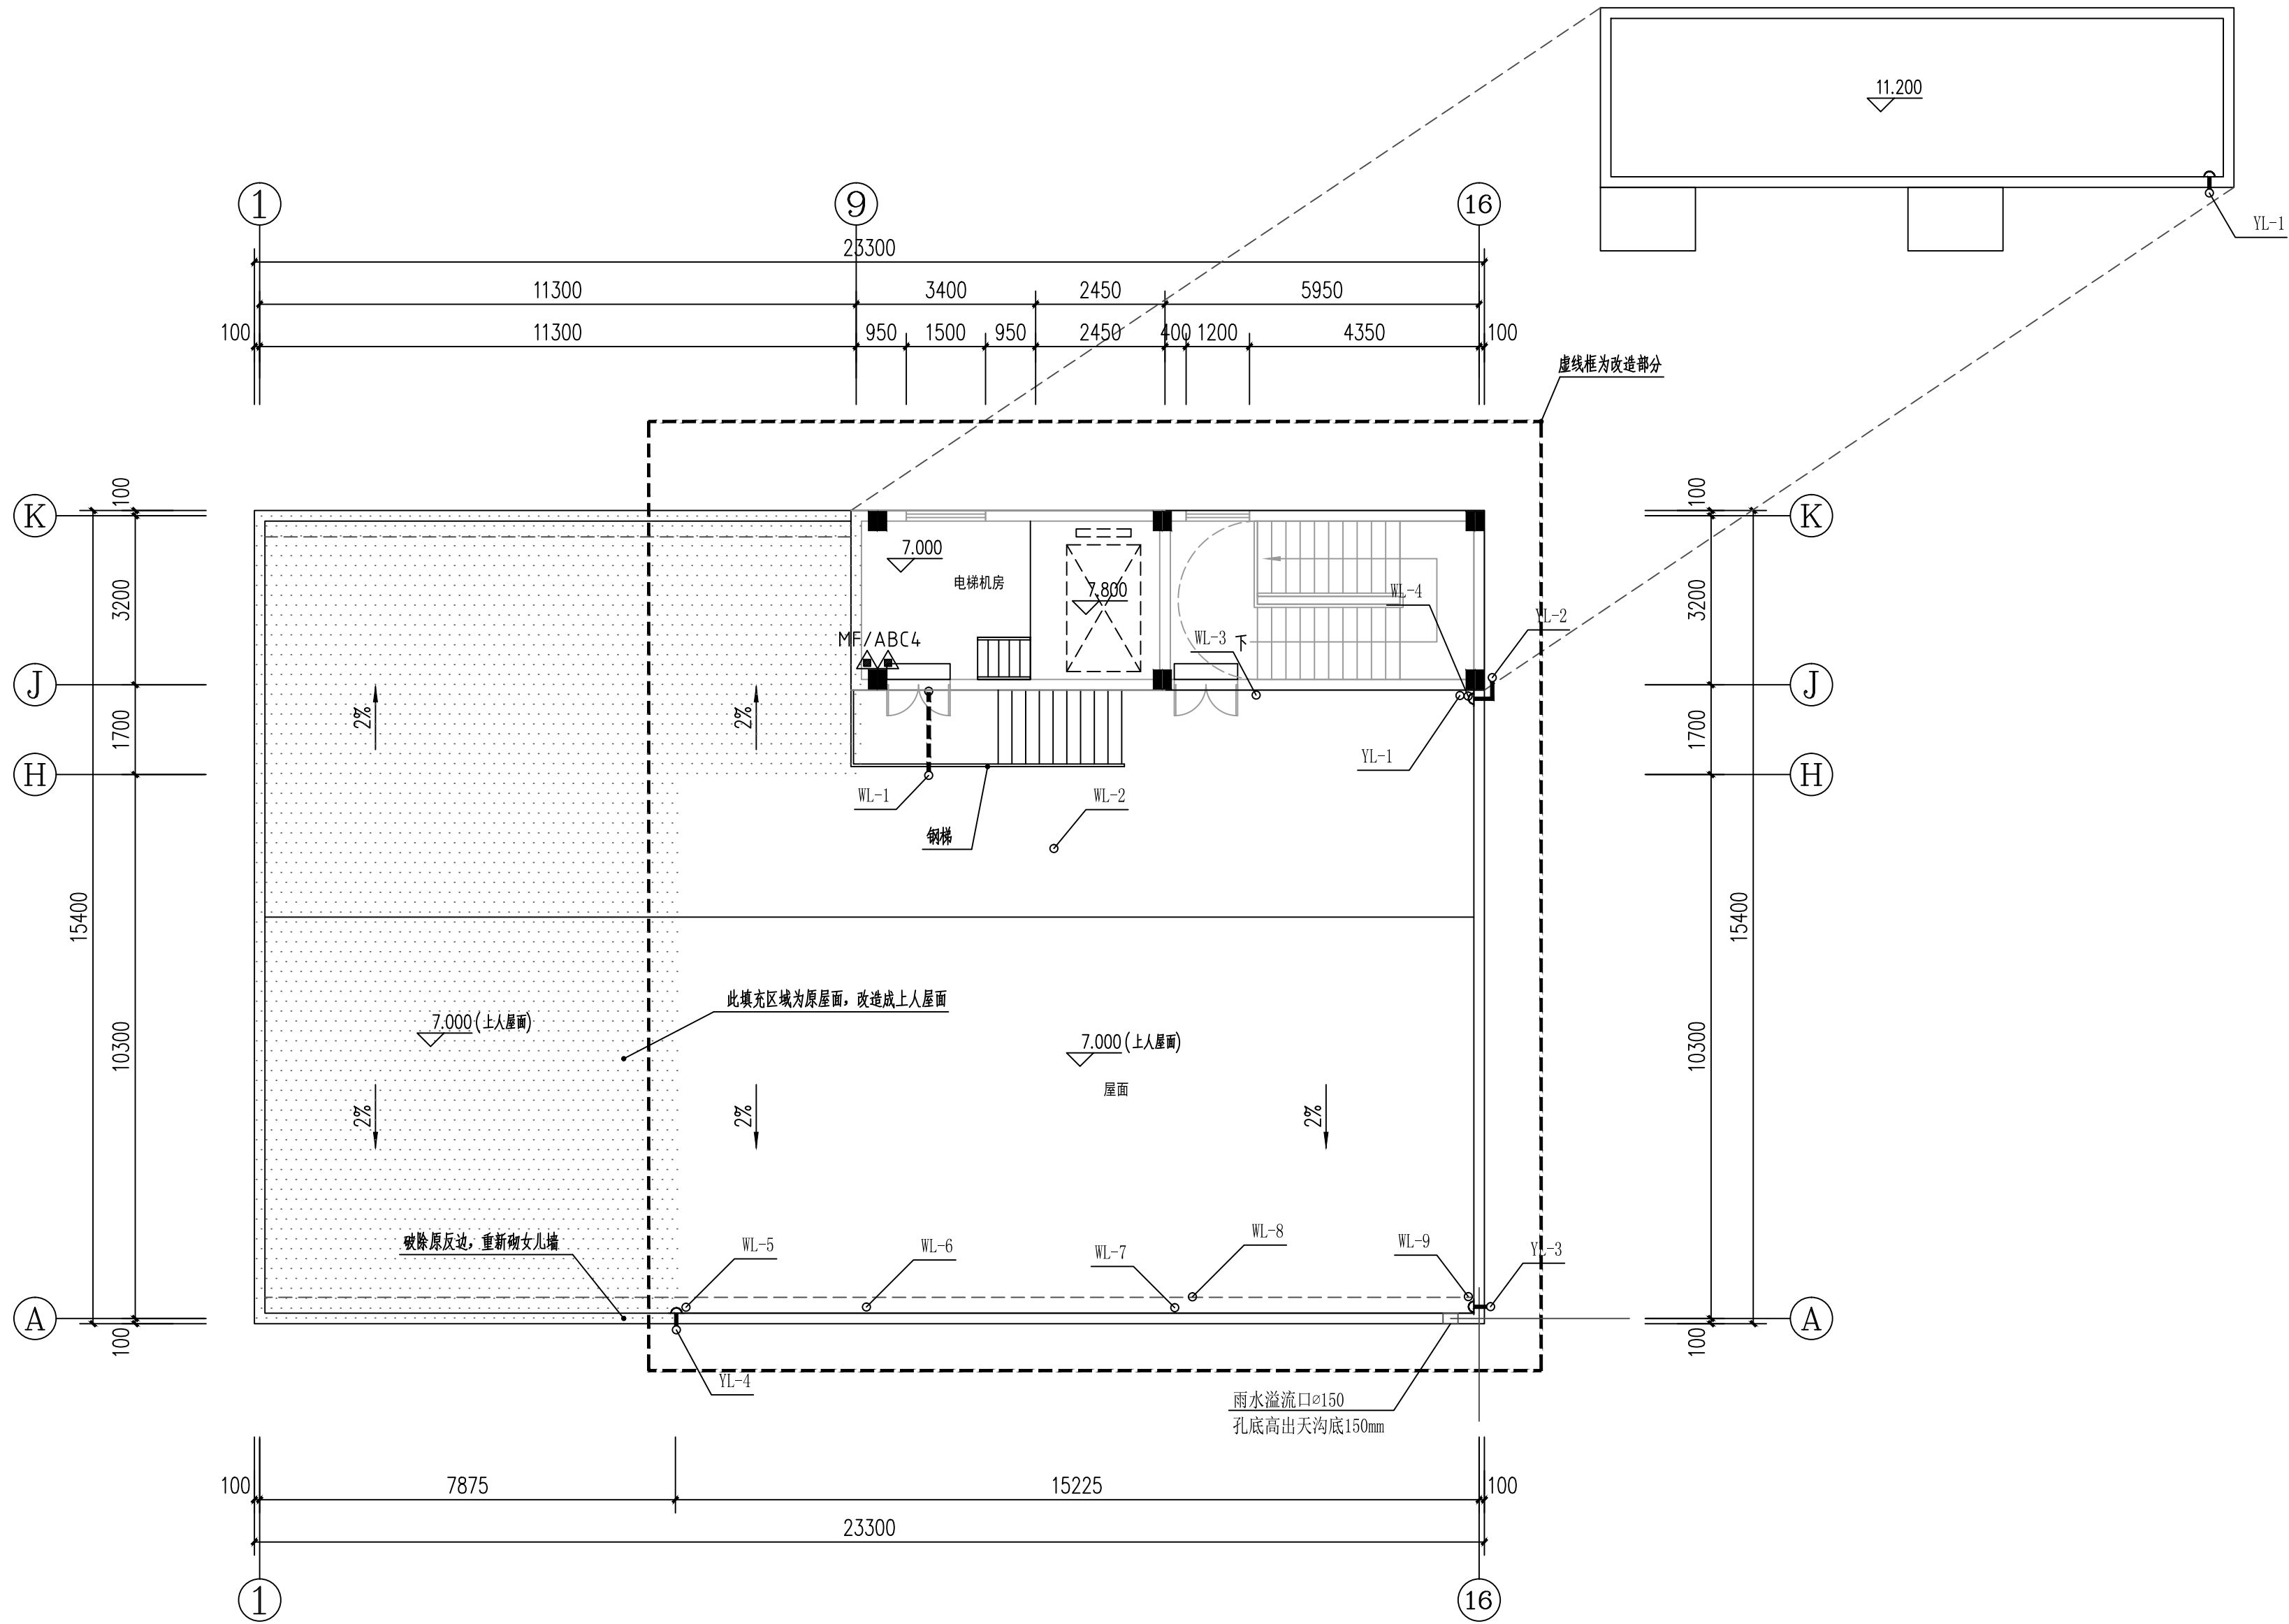 11.200
YL-1
1
9
16
23300
11300
3400
2450
5950
100
11300
950
1500
950
2450
400
1200
4350
100
虚线框为改造部分
K
100
100
K
7.000
电梯机房
7.800
WL-4
3200
3200
MF/ABC4
WL-3
下
YL-2
J
J
2%
2%
1700
1700
YL-1
H
H
WL-1
WL-2
钢梯
15400
15400
此填充区域为原屋面，改造成上人屋面
7.000(上人屋面)
7.000(上人屋面)
屋面
10300
10300
2%
2%
2%
破除原反边，重新砌女儿墙
WL-5
WL-6
WL-7
WL-8
WL-9
YL-3
A
A
100
100
YL-4
雨水溢流口⌀150
孔底高出天沟底150mm
100
7875
15225
100
23300
1
16